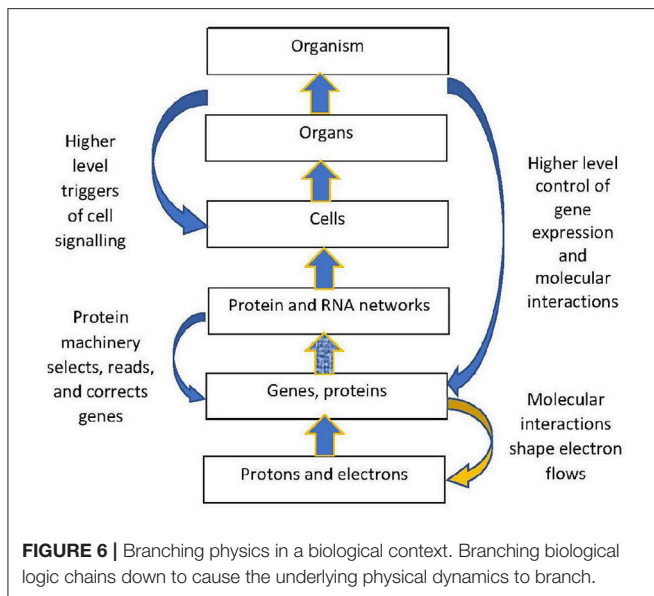 Organism
Organs
Cells
Protein and RNA networks
Genes, proteins
Protons and electrons
Higher
level
triggers
of cell
signalling
Protein
machinery
selects, reads,
and corrects
genes
Higher level
control of
gene
expression
and
molecular
interactions
Molecular
interactions
shape electron
flows
FIGURE 6 | Branching physics in a biological context. Branching biological
logic chains down to cause the underlying physical dynamics to branch.